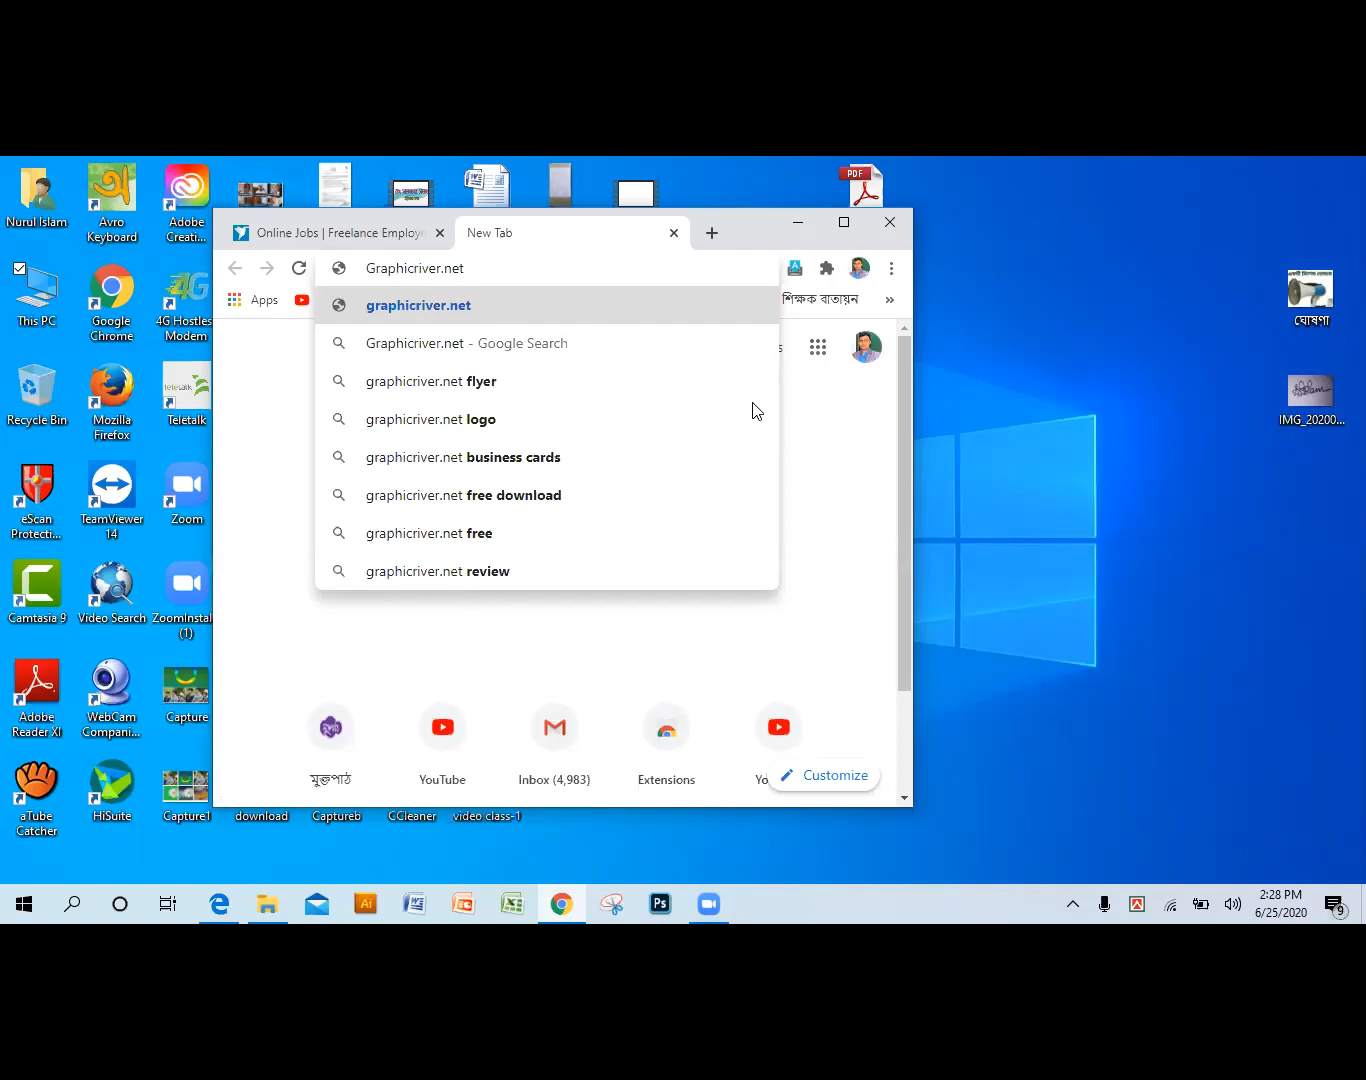 Nurul Islam
Avro
Keyboard
Adobe
Creati...
PDF
This PC
Google
Chrome
4G Hostles
Modem
Recycle Bin
Mozilla
Firefox
Teletalk
eScan
Protecti...
TeamViewer
14
Zoom
Camtasia 9
Video Search
ZoomInstal
(1)
Adobe
Reader XI
WebCam
Compani...
Capture
aTube
Catcher
HiSuite
Capture1
download
Captureb
CCleaner
video class-1
ঘোষণা
IMG_20200...
Online Jobs | Freelance Employm
New Tab
Graphicriver.net
Apps
শিক্ষক বাতায়ন
»
graphicriver.net
Graphicriver.net - Google Search
graphicriver.net flyer
graphicriver.net logo
graphicriver.net business cards
graphicriver.net free download
graphicriver.net free
graphicriver.net review
মুক্তপাঠ
YouTube
Inbox (4,983)
Extensions
Yo
Customize
Ai
Ps
2:28 PM
6/25/2020
9